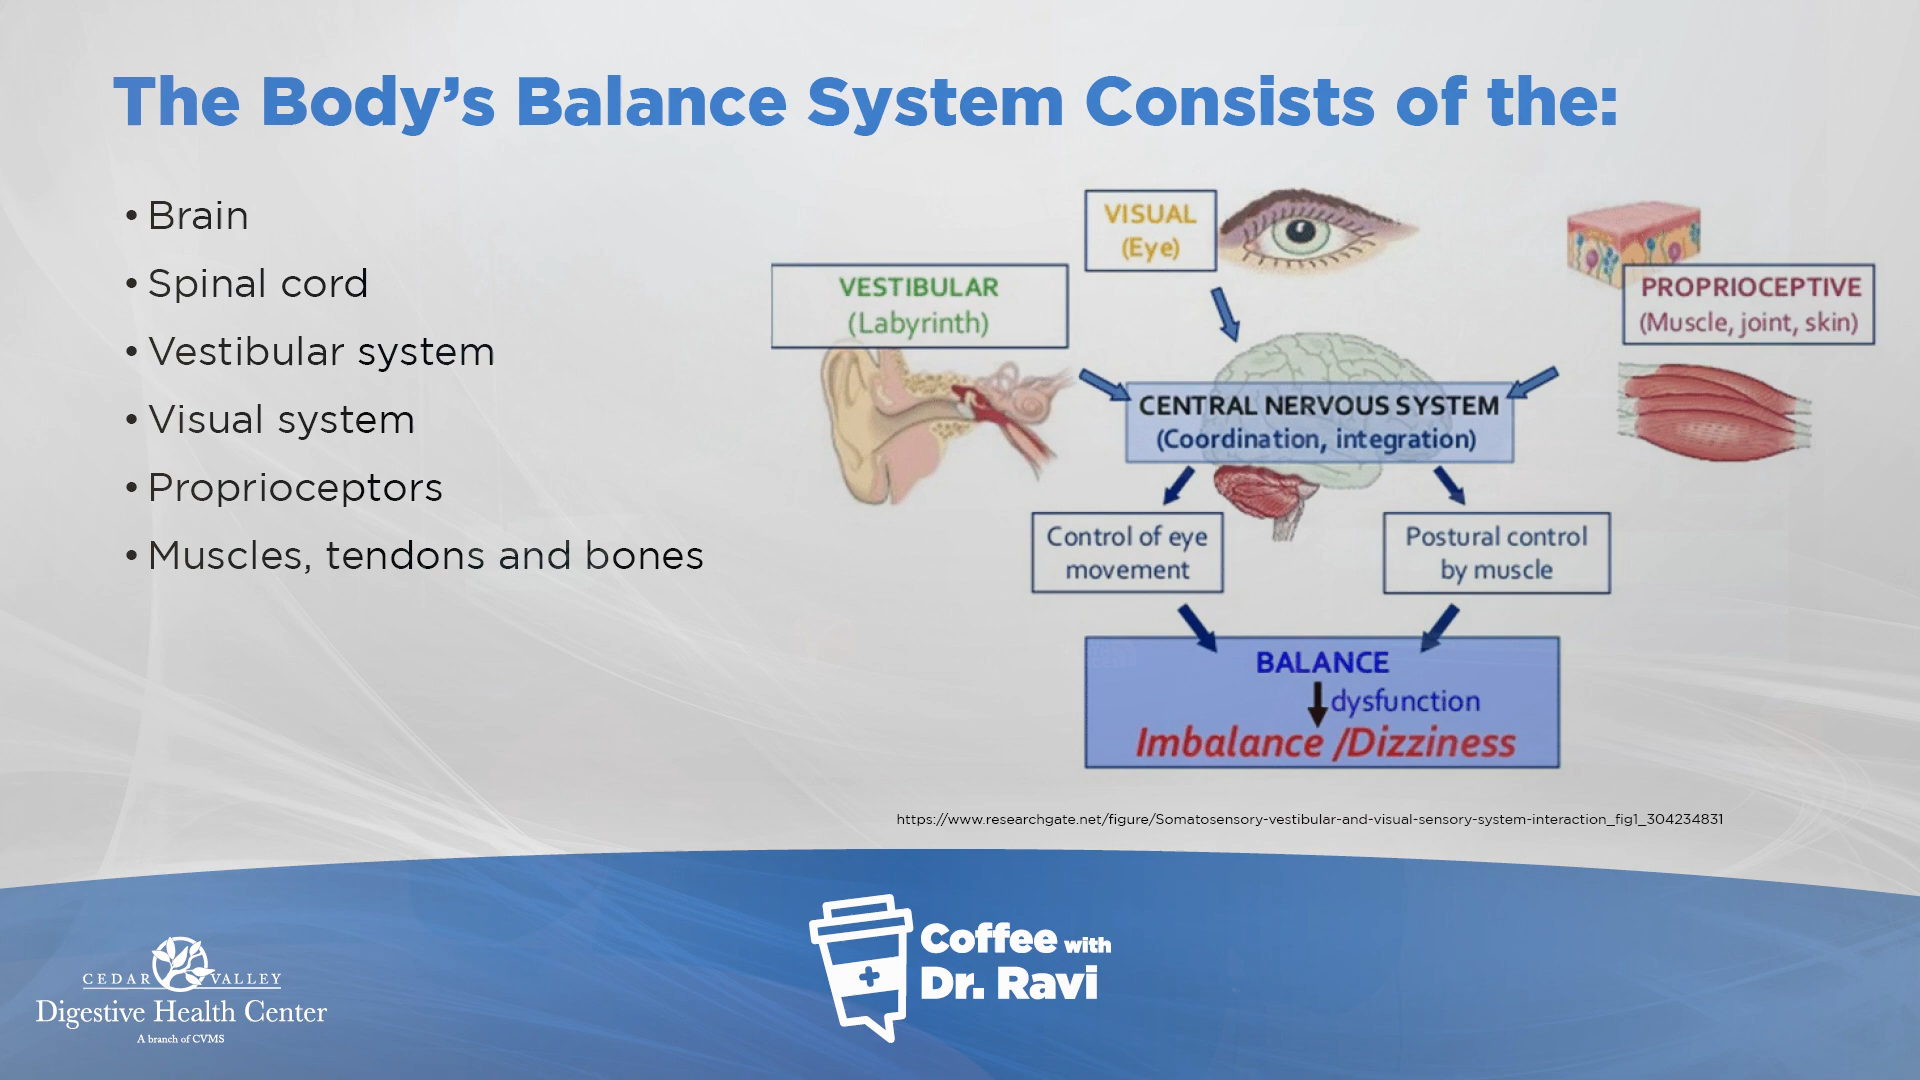 The Body’s Balance System Consists of the:
• Brain
• Spinal cord
• Vestibular system
• Visual system
• Proprioceptors
• Muscles, tendons and bones
VISUAL
(Eye)
VESTIBULAR
(Labyrinth)
PROPRIOCEPTIVE
(Muscle, joint, skin)
CENTRAL NERVOUS SYSTEM
(Coordination, integration)
Control of eye
movement
Postural control
by muscle
BALANCE
dysfunction
Imbalance /Dizziness
https://www.researchgate.net/figure/Somatosensory-vestibular-and-visual-sensory-system-interaction_fig1_304234831
CEDAR VALLEY
Digestive Health Center
A branch of CVMS
Coffee with
Dr. Ravi